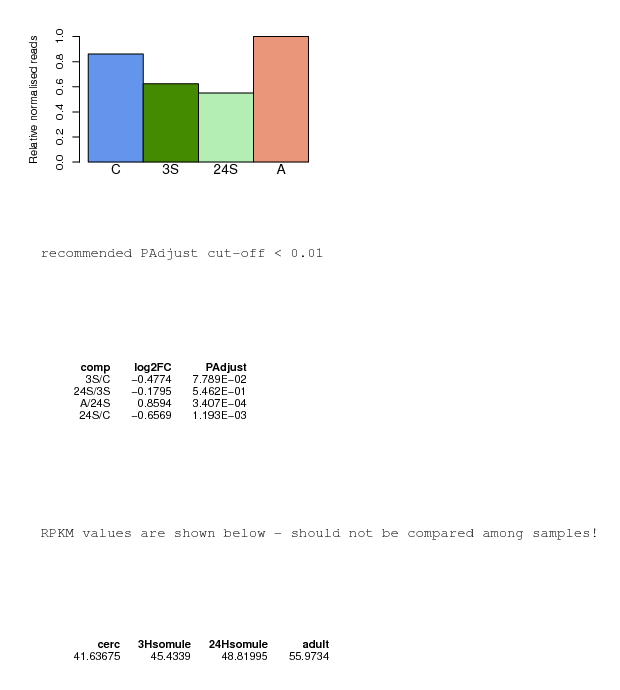 Relative normalised reads
1.0
0.8
0.6
0.4
0.2
0.0
C 3S 24S A
recommended PAdjust cut-off < 0.01
comp log2FC PAdjust
3S/C −0.4774 7.789E−02
24S/3S −0.1795 5.462E−01
A/24S 0.8594 3.407E−04
24S/C −0.6569 1.193E−03
RPKM values are shown below - should not be compared among samples!
cerc 3Hsomule 24Hsomule adult
41.63675 45.4339 48.81995 55.9734